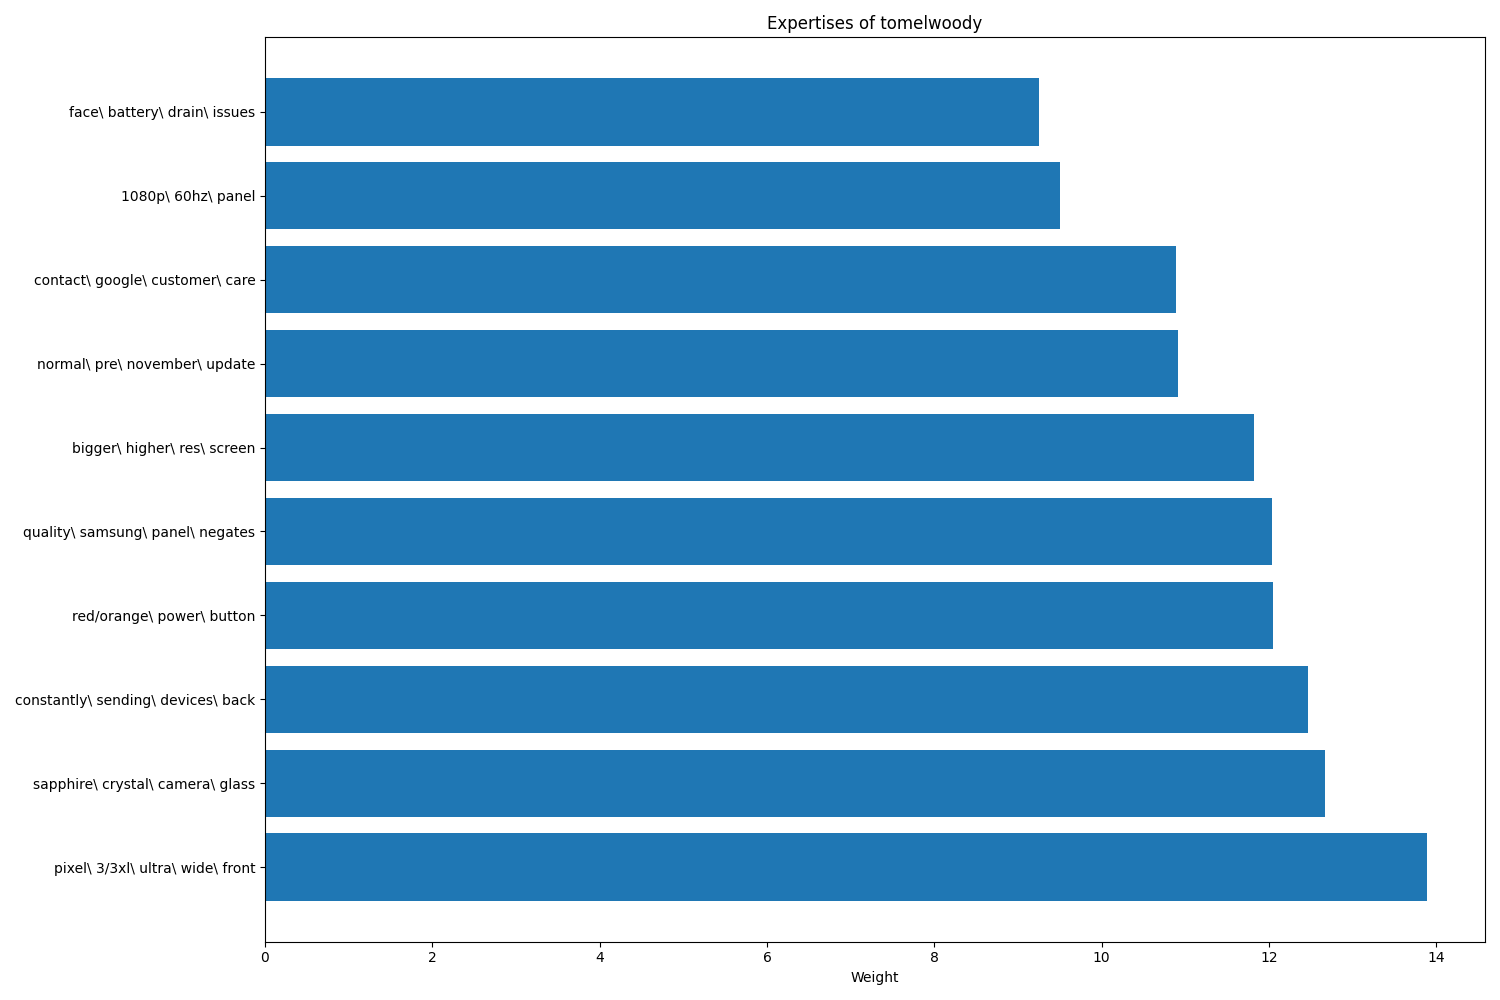 Expertises of tomelwoody
face\ battery\ drain\ issues
1080p\ 60hz\ panel
contact\ google\ customer\ care
normal\ pre\ november\ update
bigger\ higher\ res\ screen
quality\ samsung\ panel\ negates
red/orange\ power\ button
constantly\ sending\ devices\ back
sapphire\ crystal\ camera\ glass
pixel\ 3/3xl\ ultra\ wide\ front
0 2 4 6 8 10 12 14
Weight